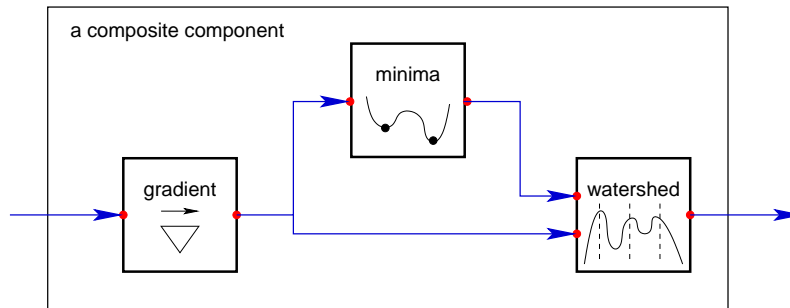 a composite component
minima
gradient
watershed